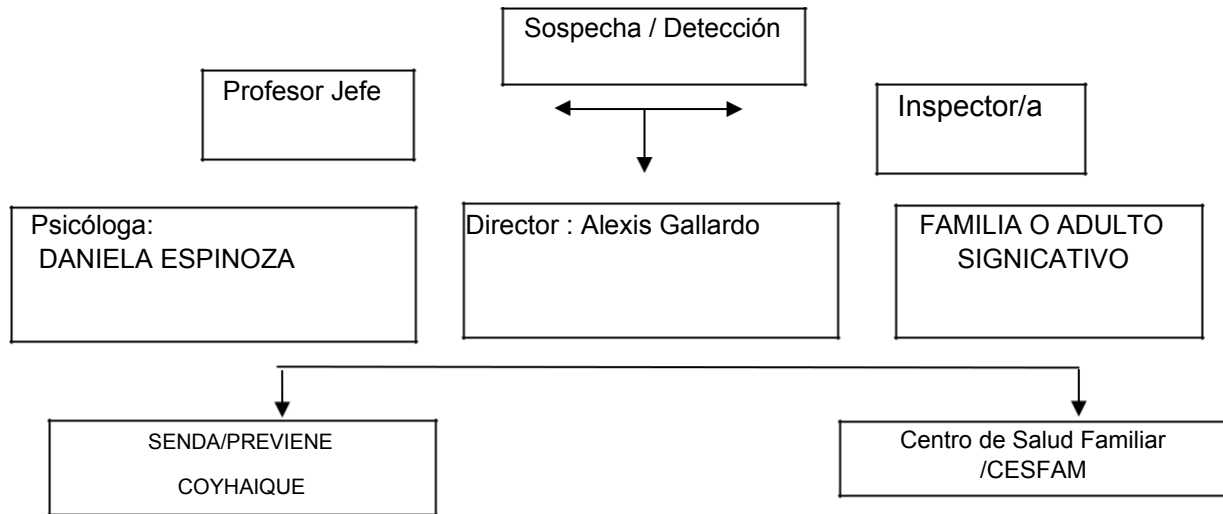 Sospecha / Detección
Profesor Jefe
Inspector/a
Psicóloga:
DANIELA ESPINOZA
Director : Alexis Gallardo
FAMILIA O ADULTO
SIGNICATIVO
SENDA/PREVIENE
COYHAIQUE
Centro de Salud Familiar
/CESFAM